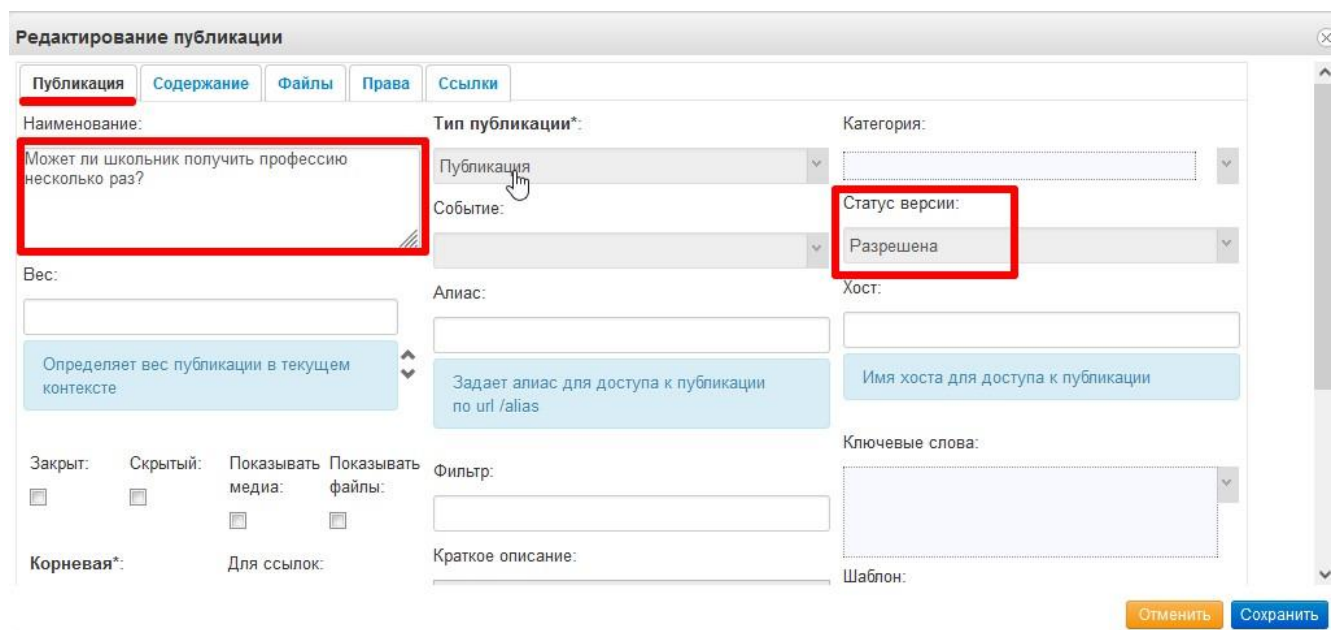 Редактирование публикации
Публикация Содержание Файлы Права Ссылки
Наименование:
Может ли школьник получить профессию
несколько раз?
Вес:
Определяет вес публикации в текущем
контексте
Закрыт:
Скрытый:
Показывать
медиа:
Показывать
файлы:
Корневая*:
Для ссылок:
Тип публикации*:
Публикация
Событие:
Алиас:
Задает алиас для доступа к публикации
по url /alias
Фильтр:
Краткое описание:
Категория:
Статус версии:
Разрешена
Хост:
Имя хоста для доступа к публикации
Ключевые слова:
Шаблон:
Отменить Сохранить